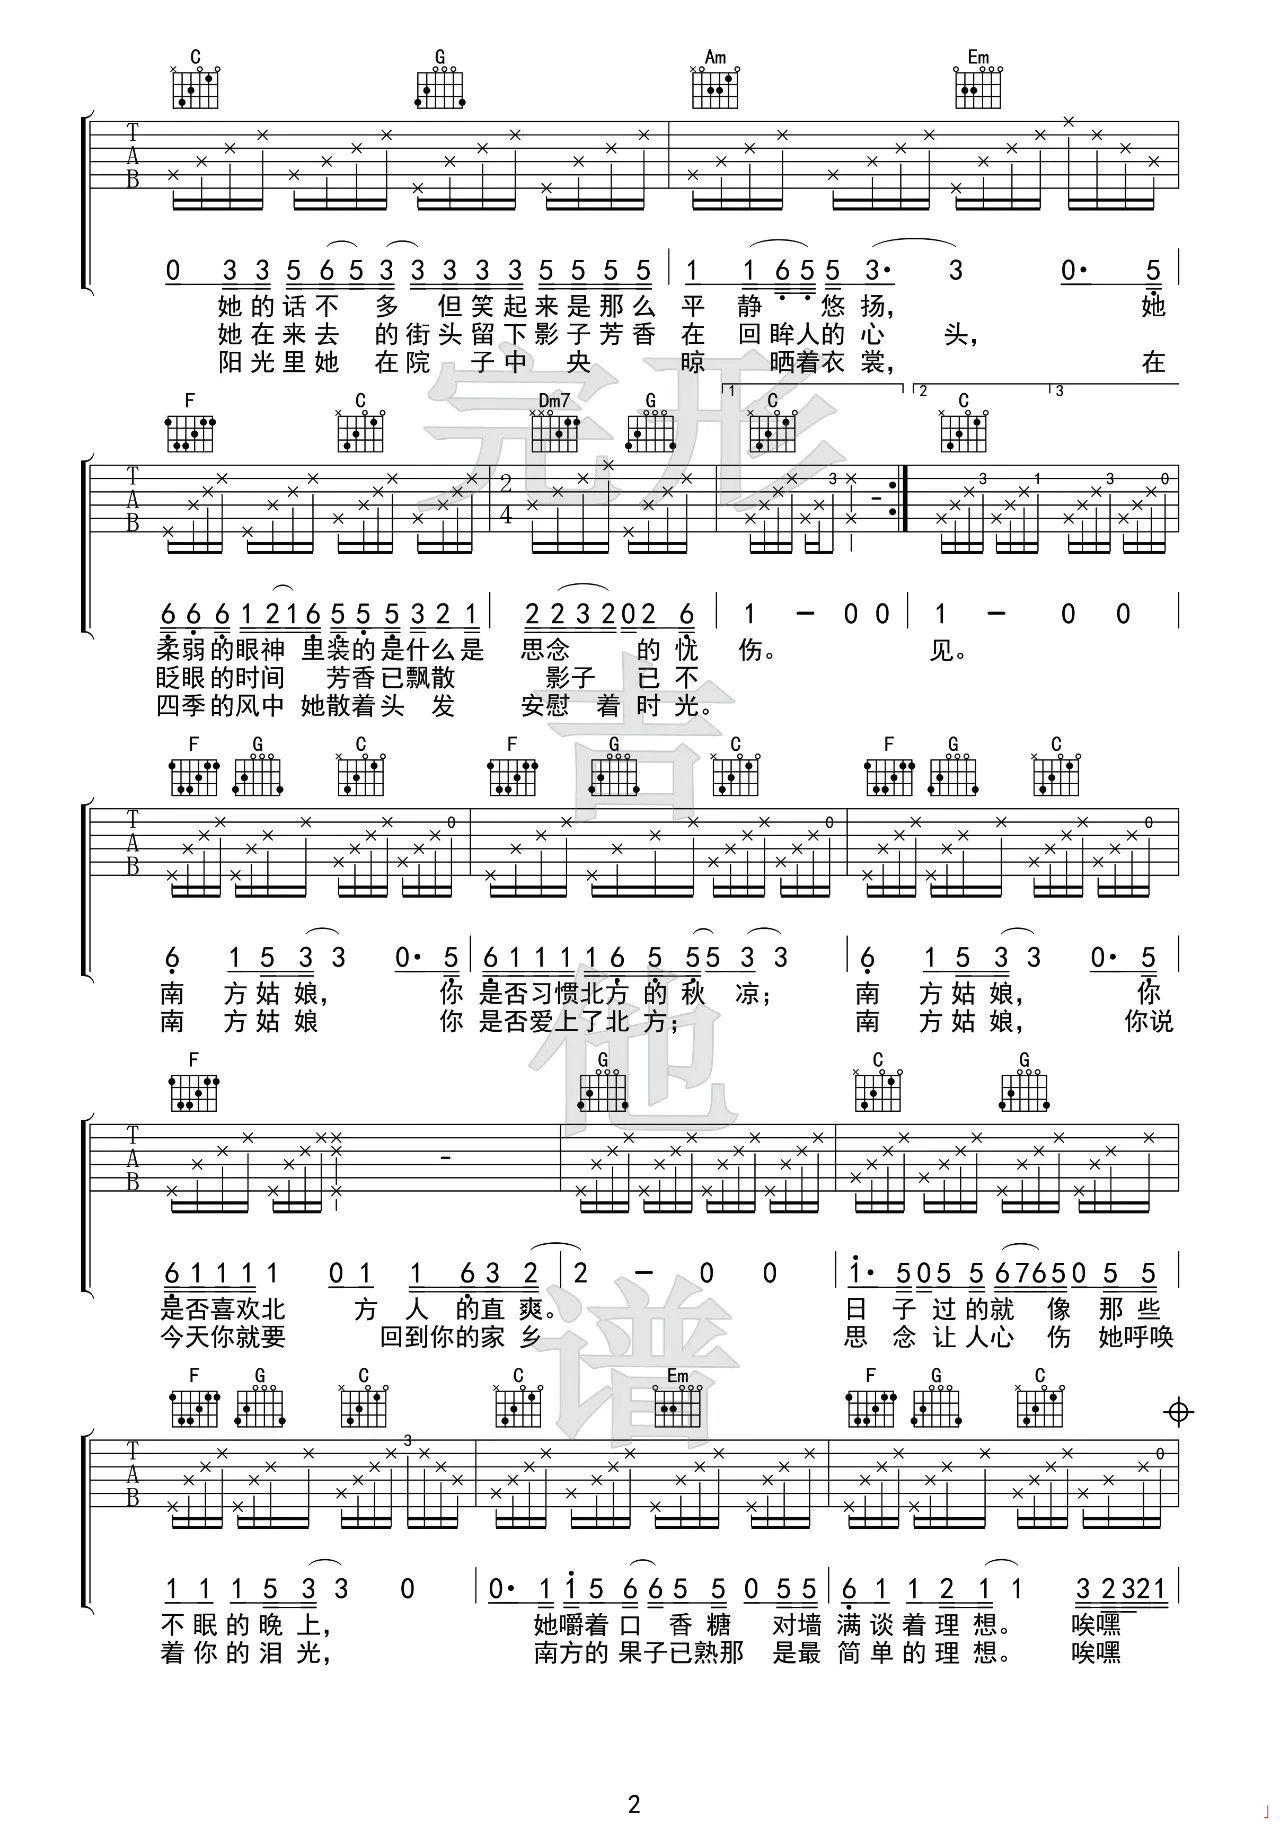 C G Am Em
T A B
0 3 3 5 6 5 3 3 3 3 3 5 5 5 5 1 1 6 5 5 3· 3 0· 5
她的话不 多 但笑起来是那么 平 静 悠 扬， 她
她在来去 的街头留下影子芳香 在 回眸人的心 头，
阳光里她 在院 子中 央 晾 晒着衣裳， 在
F C Dm7 G 1 C 2 C 3
T A B 2 4 3 3 1 3 0
6 6 6 1 2 1 6 5 5 5 3 2 1 2 2 3 2 0 2 6 1 － 0 0 1 － 0 0
柔弱的眼神 里装的是什么是 思念 的忧 伤。 见。
眨眼的时间 芳香已飘散 影子 已不
四季的风中 她散着头 发 安慰 着时光。
F G C F G C F G C
T A B 0 0 0
6 1 5 3 3 0· 5 6 1 1 1 1 6 5 5 5 3 3 6 1 5 3 3 0· 5
南 方姑娘， 你 是否习惯北方的秋 凉； 南 方姑娘， 你
南 方姑娘 你 是否爱上了北方； 南 方姑娘， 你说
F G C G
T A B
6 1 1 1 1 1 0 1 1 6 3 2 2 － 0 0 1· 5 0 5 5 6 7 6 5 0 5 5
是否喜欢北 方 人 的直 爽。 日 子过的就 像 那些
今天你就要 回到你的家乡 思 念让人心 伤 她呼唤
F G C C Em F G C
T A B 3 0
1 1 1 5 3 3 0 0· 1 1 5 6 6 5 5 0 5 5 6 1 1 2 1 1 3 2 3 2 1
不眠的晚上， 她嚼着口 香糖 对墙 满谈着理想。 唉嘿
着你的泪光， 南方的果子已熟那 是最 简单的理想。 唉嘿
完形吉他谱
2